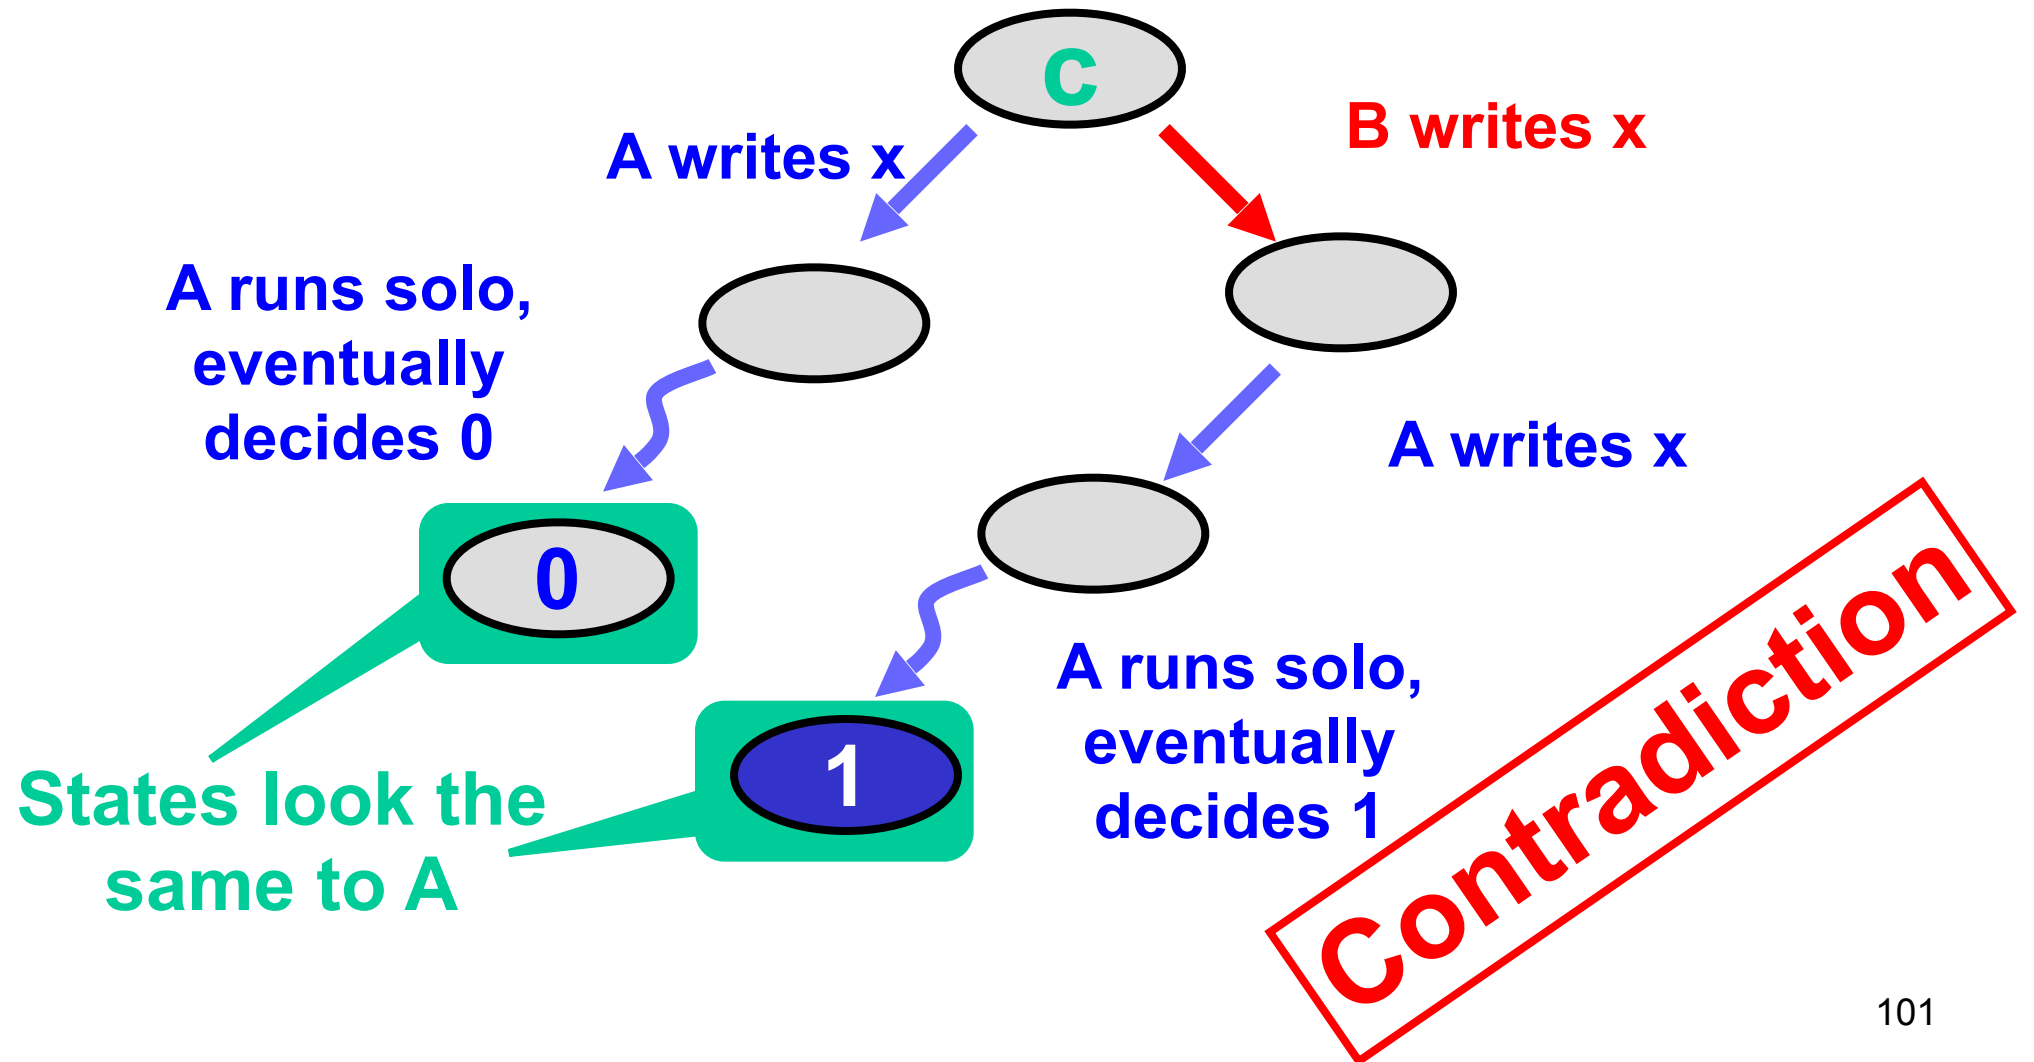 c
A writes x
B writes x
A runs solo,
eventually
decides 0
A writes x
0
A runs solo,
eventually
decides 1
1
States look the
same to A
Contradiction
101